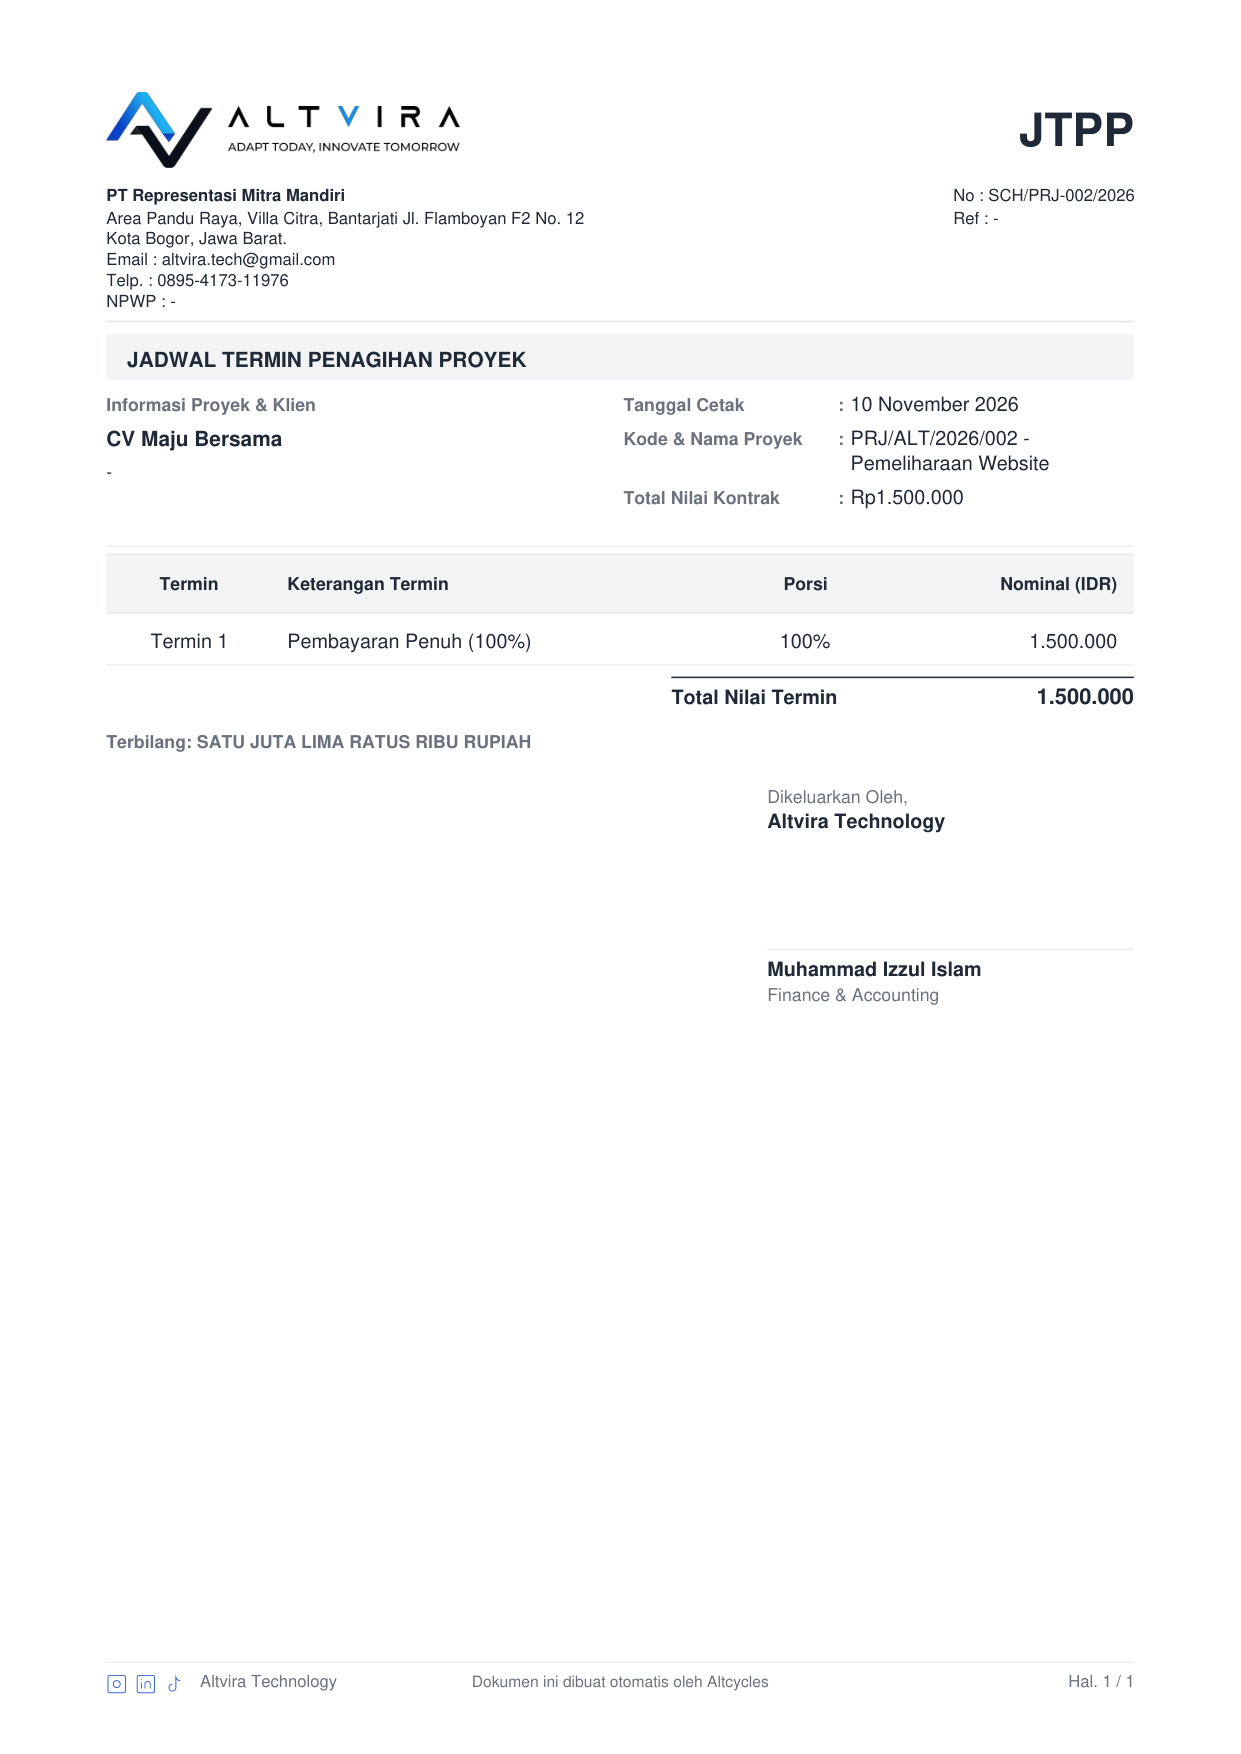 ALTVIRA
ADAPT TODAY, INNOVATE TOMORROW
JTPP
PT Representasi Mitra Mandiri
Area Pandu Raya, Villa Citra, Bantarjati Jl. Flamboyan F2 No. 12
Kota Bogor, Jawa Barat.
Email : altvira.tech@gmail.com
Telp. : 0895-4173-11976
NPWP : -
No : SCH/PRJ-002/2026
Ref : -
JADWAL TERMIN PENAGIHAN PROYEK
Informasi Proyek & Klien
CV Maju Bersama
-
Tanggal Cetak : 10 November 2026
Kode & Nama Proyek : PRJ/ALT/2026/002 -
Pemeliharaan Website
Total Nilai Kontrak : Rp1.500.000
Termin Keterangan Termin Porsi Nominal (IDR)
Termin 1 Pembayaran Penuh (100%) 100% 1.500.000
Total Nilai Termin 1.500.000
Terbilang: SATU JUTA LIMA RATUS RIBU RUPIAH
Dikeluarkan Oleh,
Altvira Technology
Muhammad Izzul Islam
Finance & Accounting
in Altvira Technology Dokumen ini dibuat otomatis oleh Altcycles Hal. 1 / 1